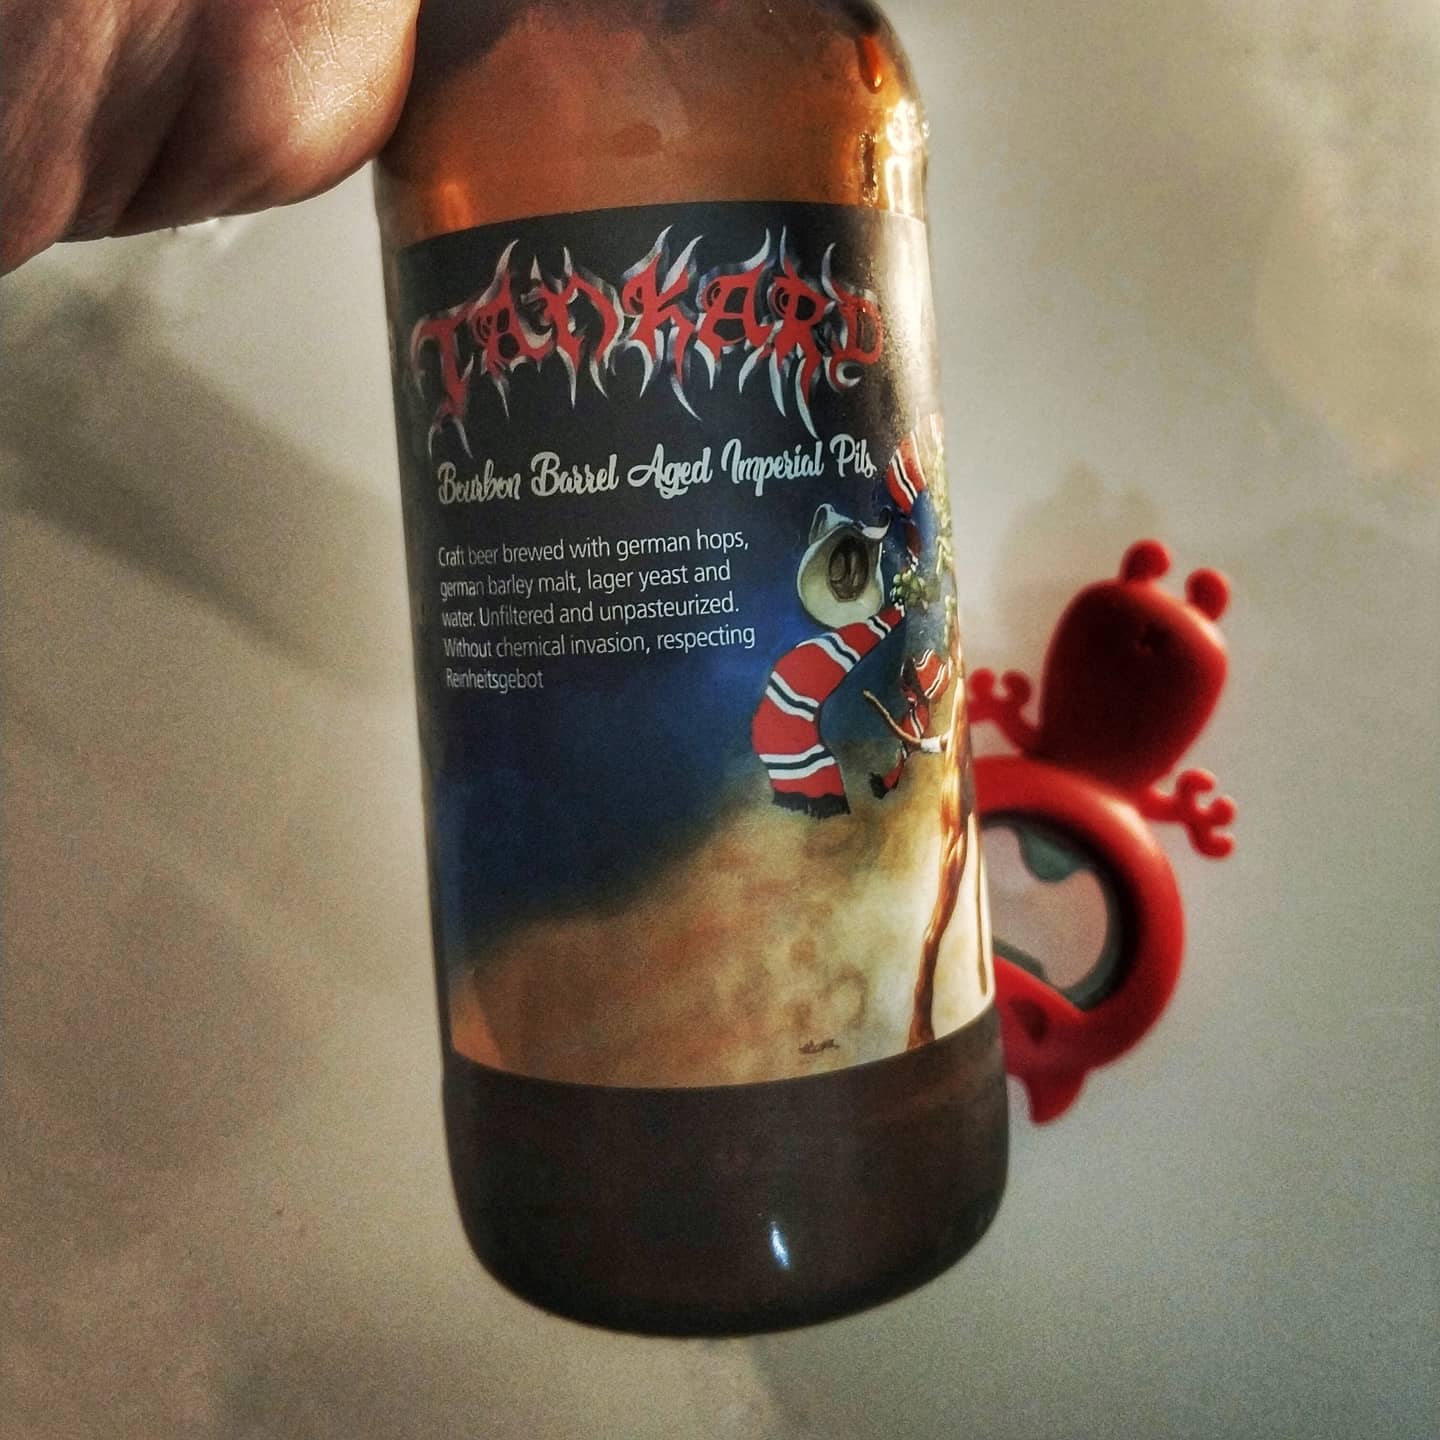 TANKARD
Bourbon Barrel Aged Imperial Pils
Craft beer brewed with german hops,
german barley malt, lager yeast and
water. Unfiltered and unpasteurized.
Without chemical invasion, respecting
Reinheitsgebot